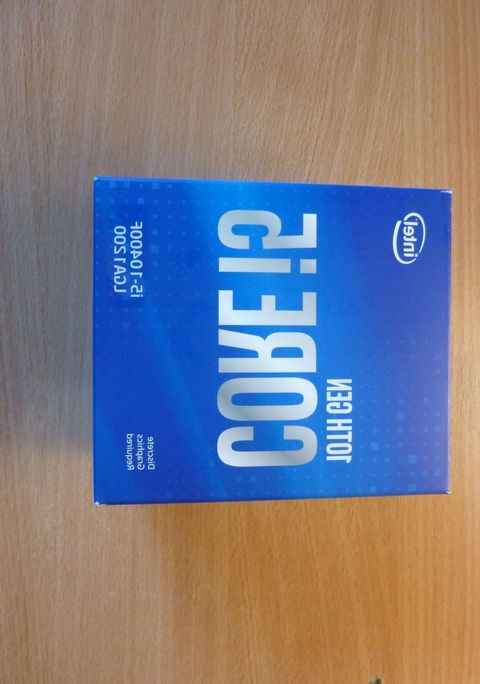 intel
10TH GEN
CORE i5
i5-10400F
LGA1200
Discrete
Graphics
Required